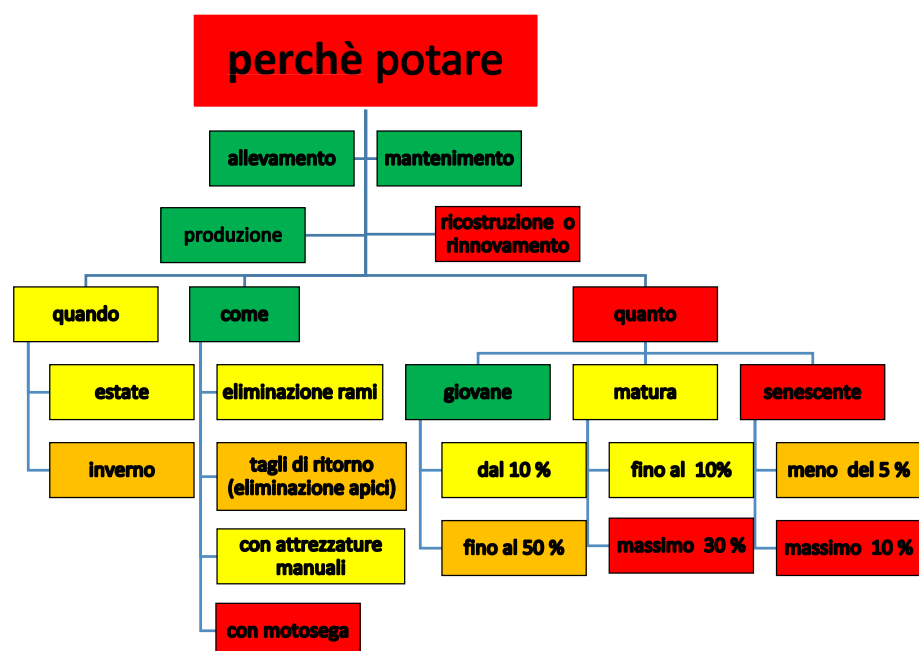 perchè potare
allevamento
mantenimento
produzione
ricostruzione o
rinnovamento
quando
come
quanto
estate
eliminazione rami
giovane
matura
senescente
inverno
tagli di ritorno
(eliminazione apici)
dal 10 %
fino al 10%
meno del 5 %
con attrezzature
manuali
fino al 50 %
massimo 30 %
massimo 10 %
con motosega